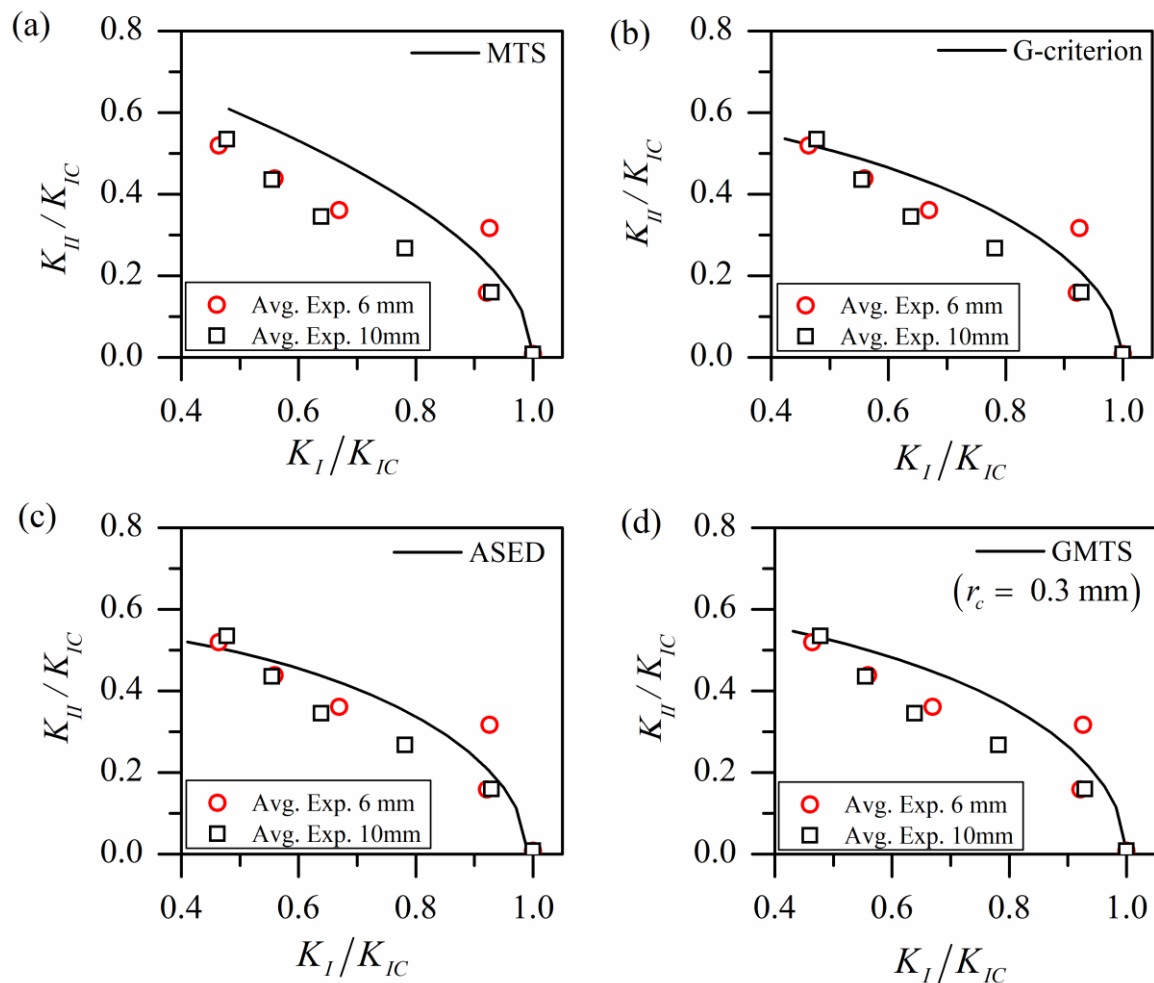 (a)
MTS
0.8
0.6
0.4
0.2
0.0
K_II/K_IC
Avg. Exp. 6 mm
Avg. Exp. 10mm
0.4 0.6 0.8 1.0
K_I/K_IC
(b)
G-criterion
0.8
0.6
0.4
0.2
0.0
K_II/K_IC
Avg. Exp. 6 mm
Avg. Exp. 10mm
0.4 0.6 0.8 1.0
K_I/K_IC
(c)
ASED
0.8
0.6
0.4
0.2
0.0
K_II/K_IC
Avg. Exp. 6 mm
Avg. Exp. 10mm
0.4 0.6 0.8 1.0
K_I/K_IC
(d)
GMTS
(r_c = 0.3 mm)
0.8
0.6
0.4
0.2
0.0
K_II/K_IC
Avg. Exp. 6 mm
Avg. Exp. 10mm
0.4 0.6 0.8 1.0
K_I/K_IC